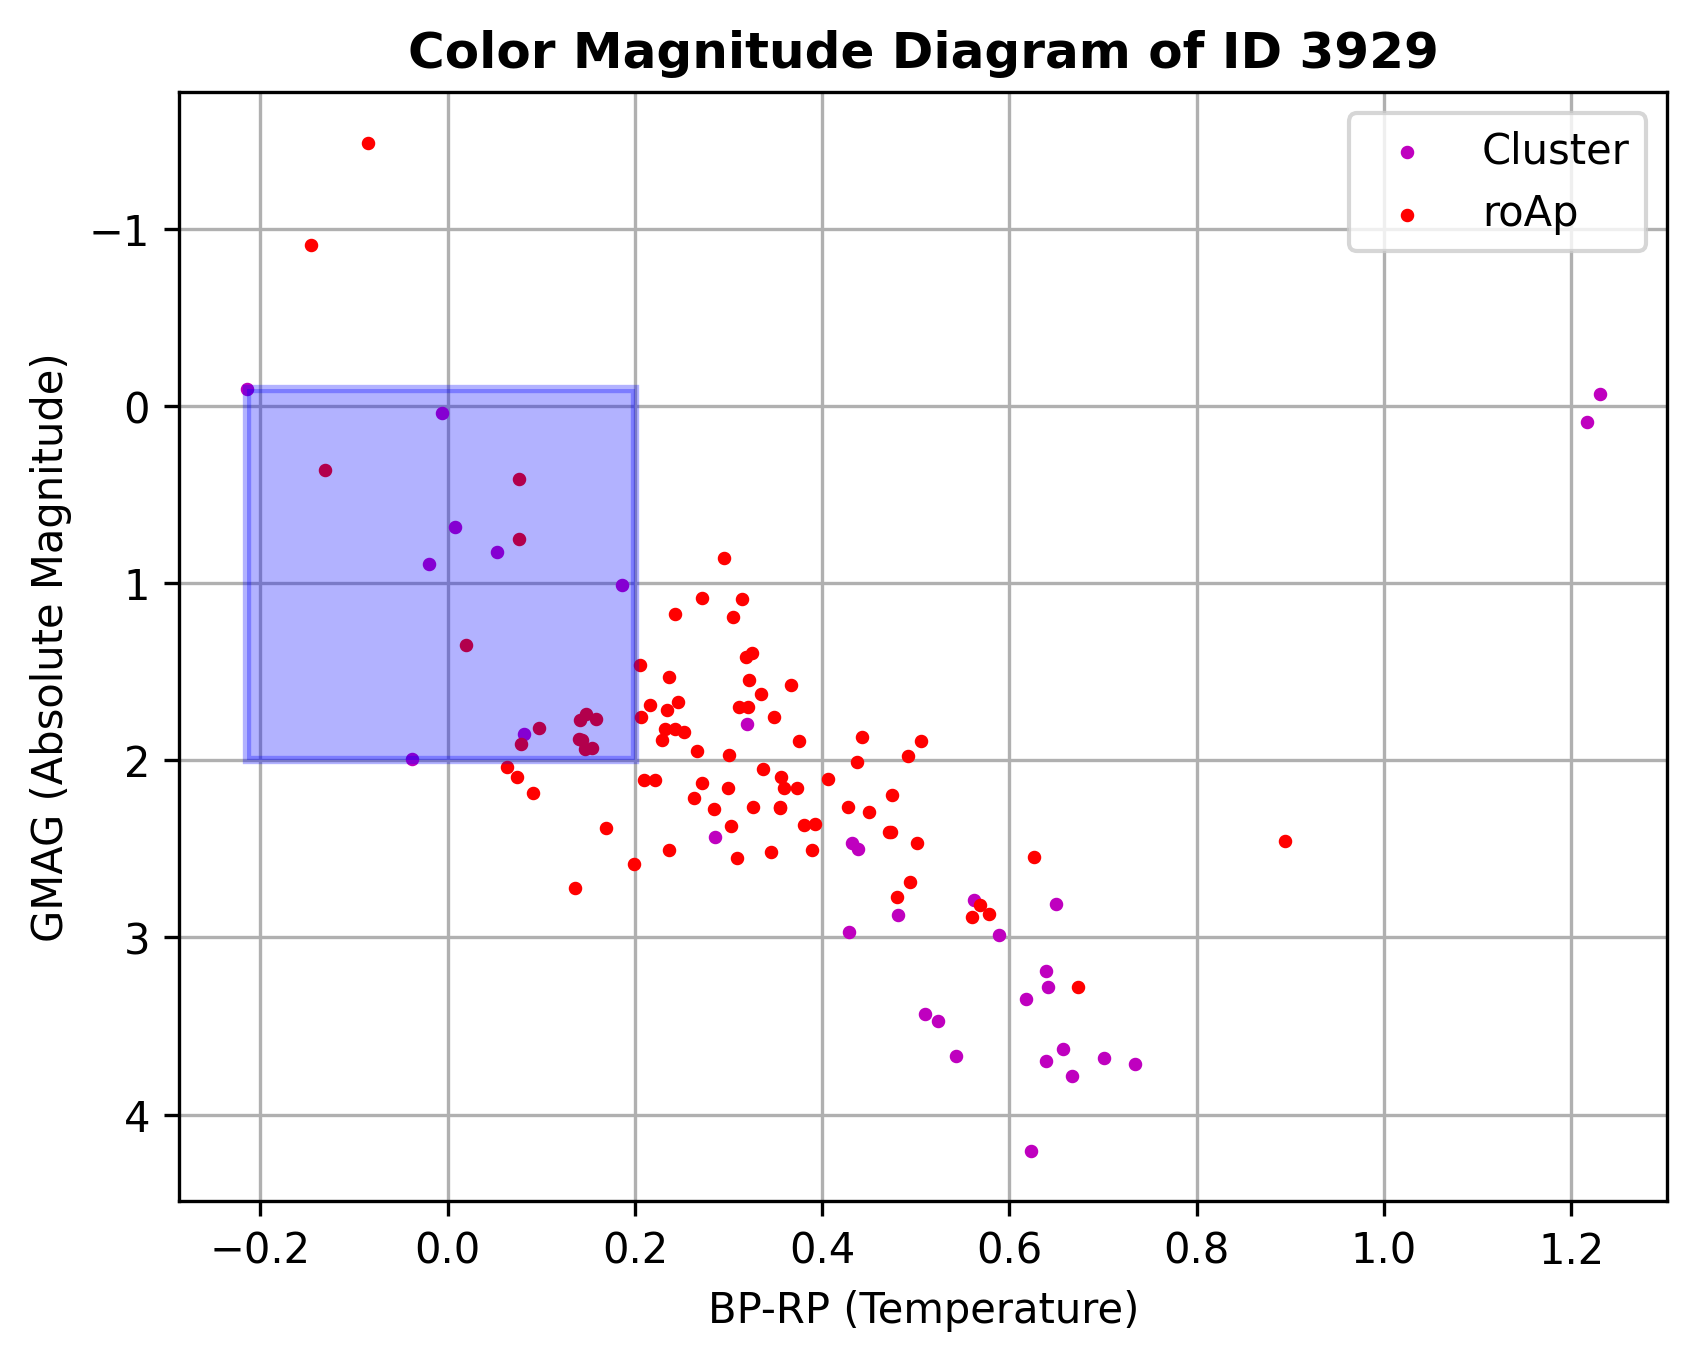 Color Magnitude Diagram of ID 3929
Cluster
roAp
GMAG (Absolute Magnitude)
−1
0
1
2
3
4
−0.2 0.0 0.2 0.4 0.6 0.8 1.0 1.2
BP-RP (Temperature)